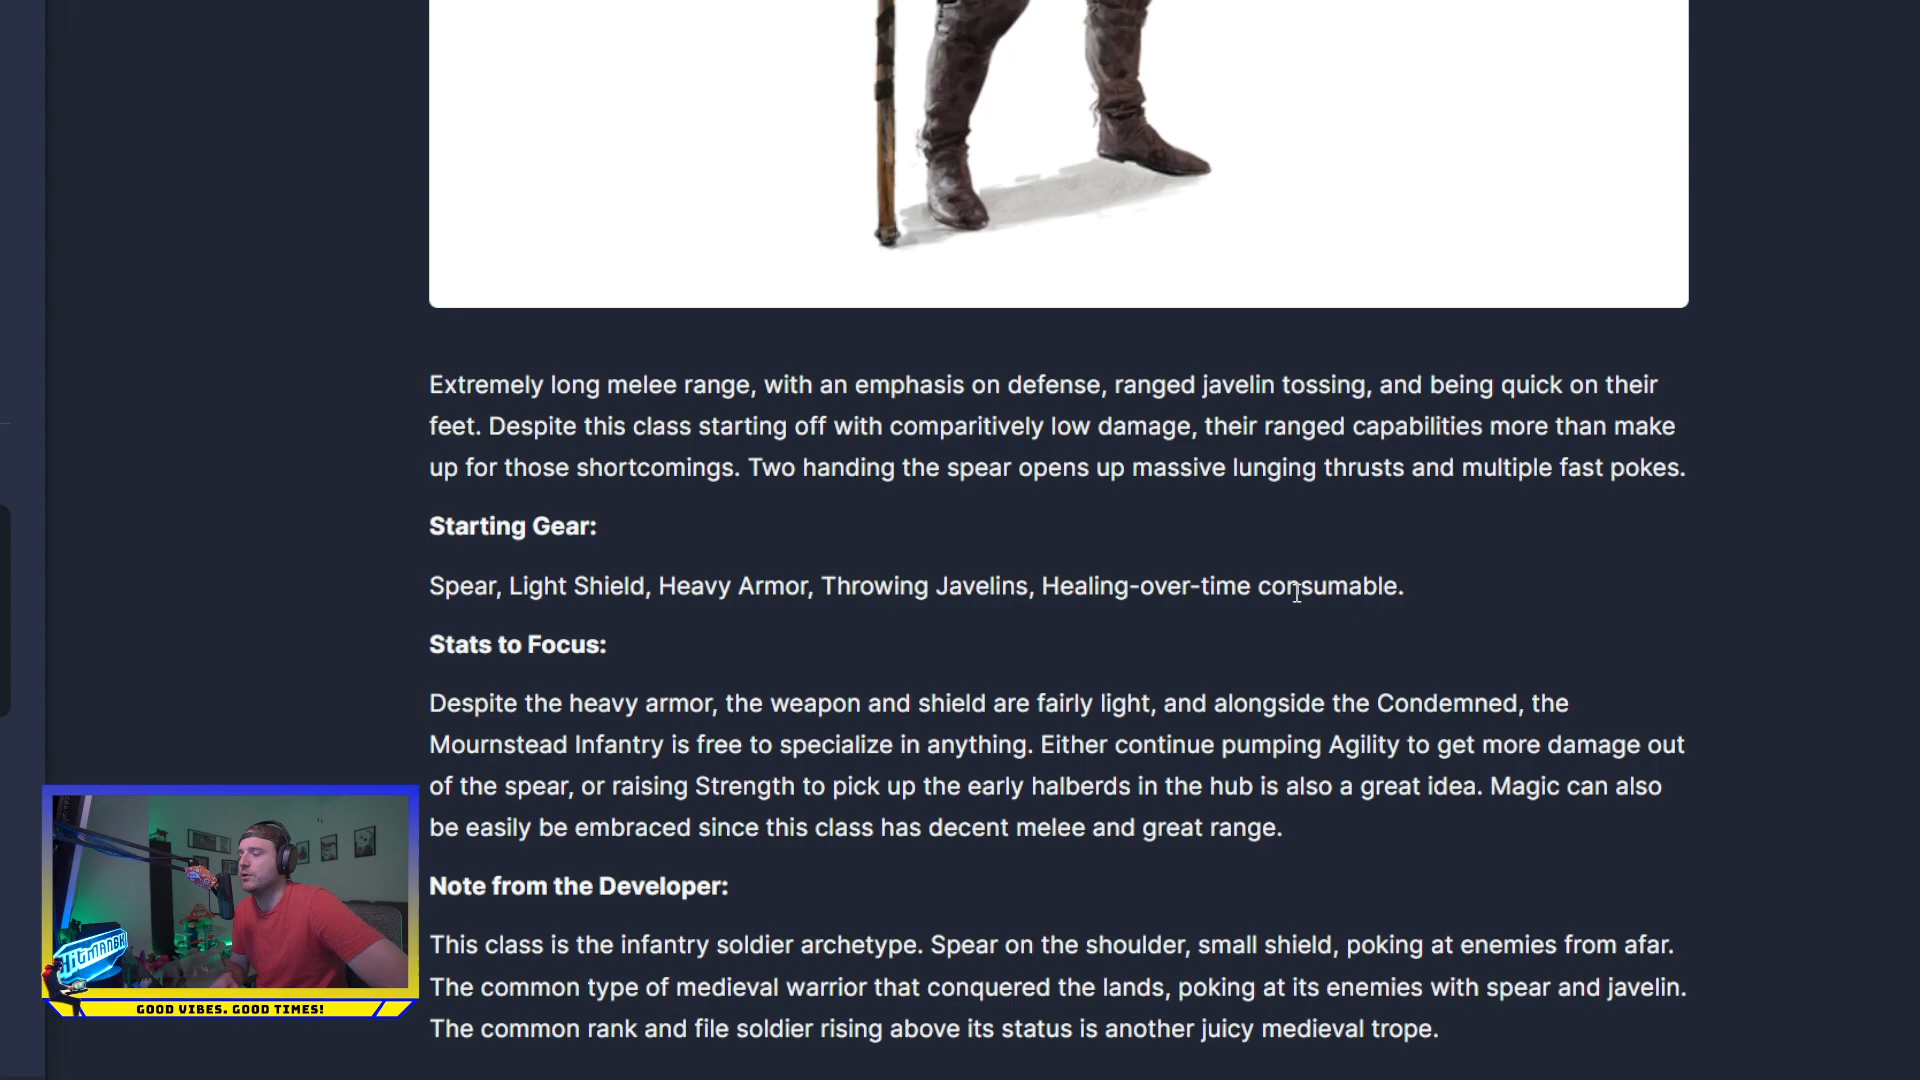 Extremely long melee range, with an emphasis on defense, ranged javelin tossing, and being quick on their
feet. Despite this class starting off with comparitively low damage, their ranged capabilities more than make
up for those shortcomings. Two handing the spear opens up massive lunging thrusts and multiple fast pokes.
Starting Gear:
Spear, Light Shield, Heavy Armor, Throwing Javelins, Healing-over-time consumable.
Stats to Focus:
Despite the heavy armor, the weapon and shield are fairly light, and alongside the Condemned, the
Mournstead Infantry is free to specialize in anything. Either continue pumping Agility to get more damage out
of the spear, or raising Strength to pick up the early halberds in the hub is also a great idea. Magic can also
be easily be embraced since this class has decent melee and great range.
Note from the Developer:
This class is the infantry soldier archetype. Spear on the shoulder, small shield, poking at enemies from afar.
The common type of medieval warrior that conquered the lands, poking at its enemies with spear and javelin.
The common rank and file soldier rising above its status is another juicy medieval trope.
HiTMANBK
GOOD VIBES. GOOD TIMES!